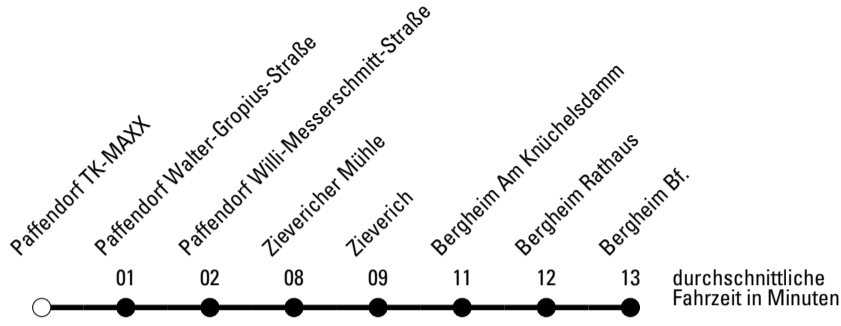 Paffendorf TK-MAXX
Paffendorf Walter-Gropius-Straße
Paffendorf Willi-Messerschmitt-Straße
Zievericher Mühle
Zieverich
Bergheim Am Knüchelsdamm
Bergheim Rathaus
Bergheim Bf.
01 02 08 09 11 12 13
durchschnittliche
Fahrzeit in Minuten